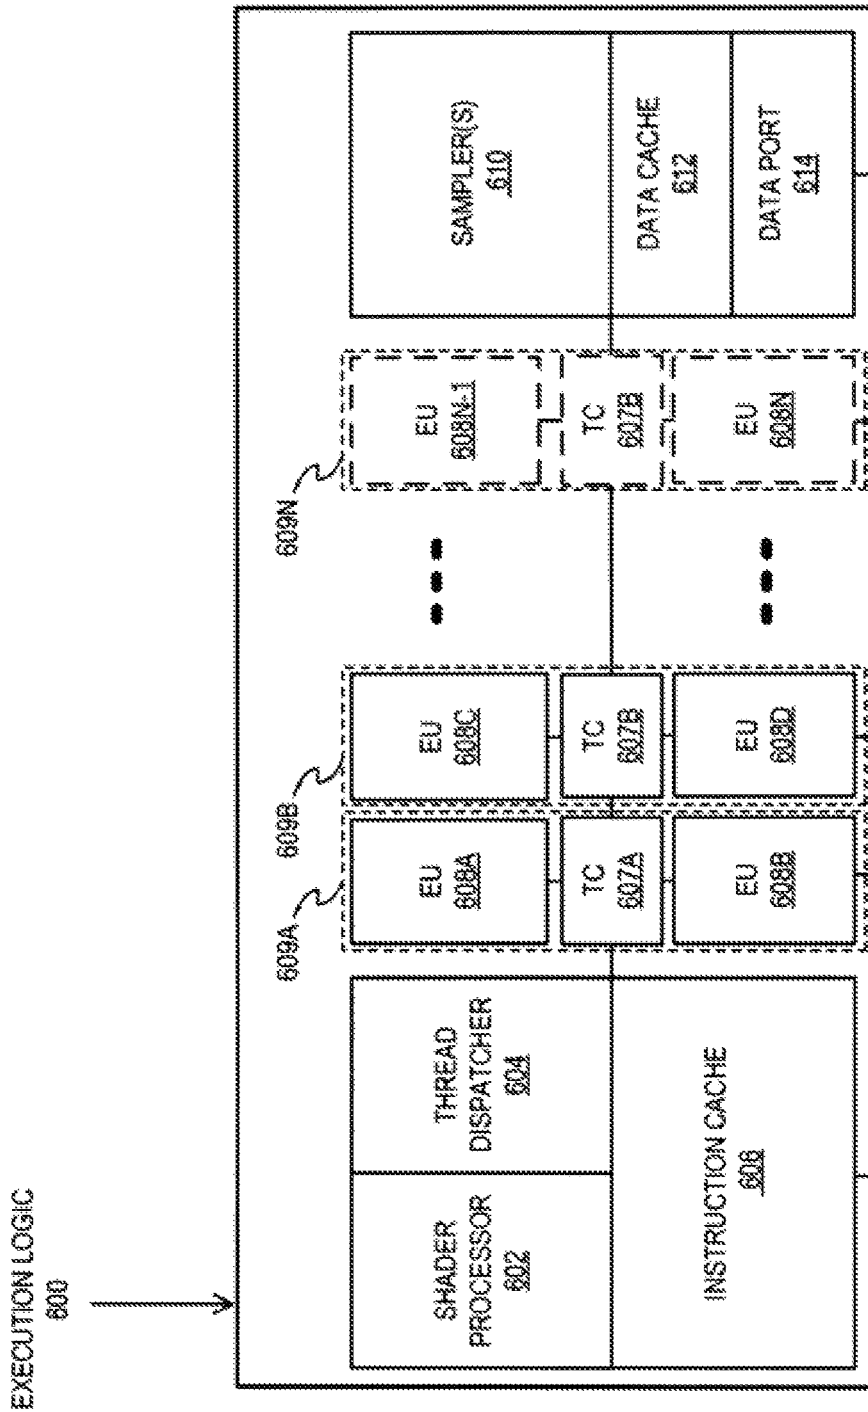 EXECUTION LOGIC
600
609A
609B
609N
SHADER
PROCESSOR
602
THREAD
DISPATCHER
604
INSTRUCTION CACHE
606
EU
608A
TC
607A
EU
608B
EU
608C
TC
607B
EU
608D
EU
608N-1
TC
607B
EU
608N
SAMPLER(S)
610
DATA CACHE
612
DATA PORT
614